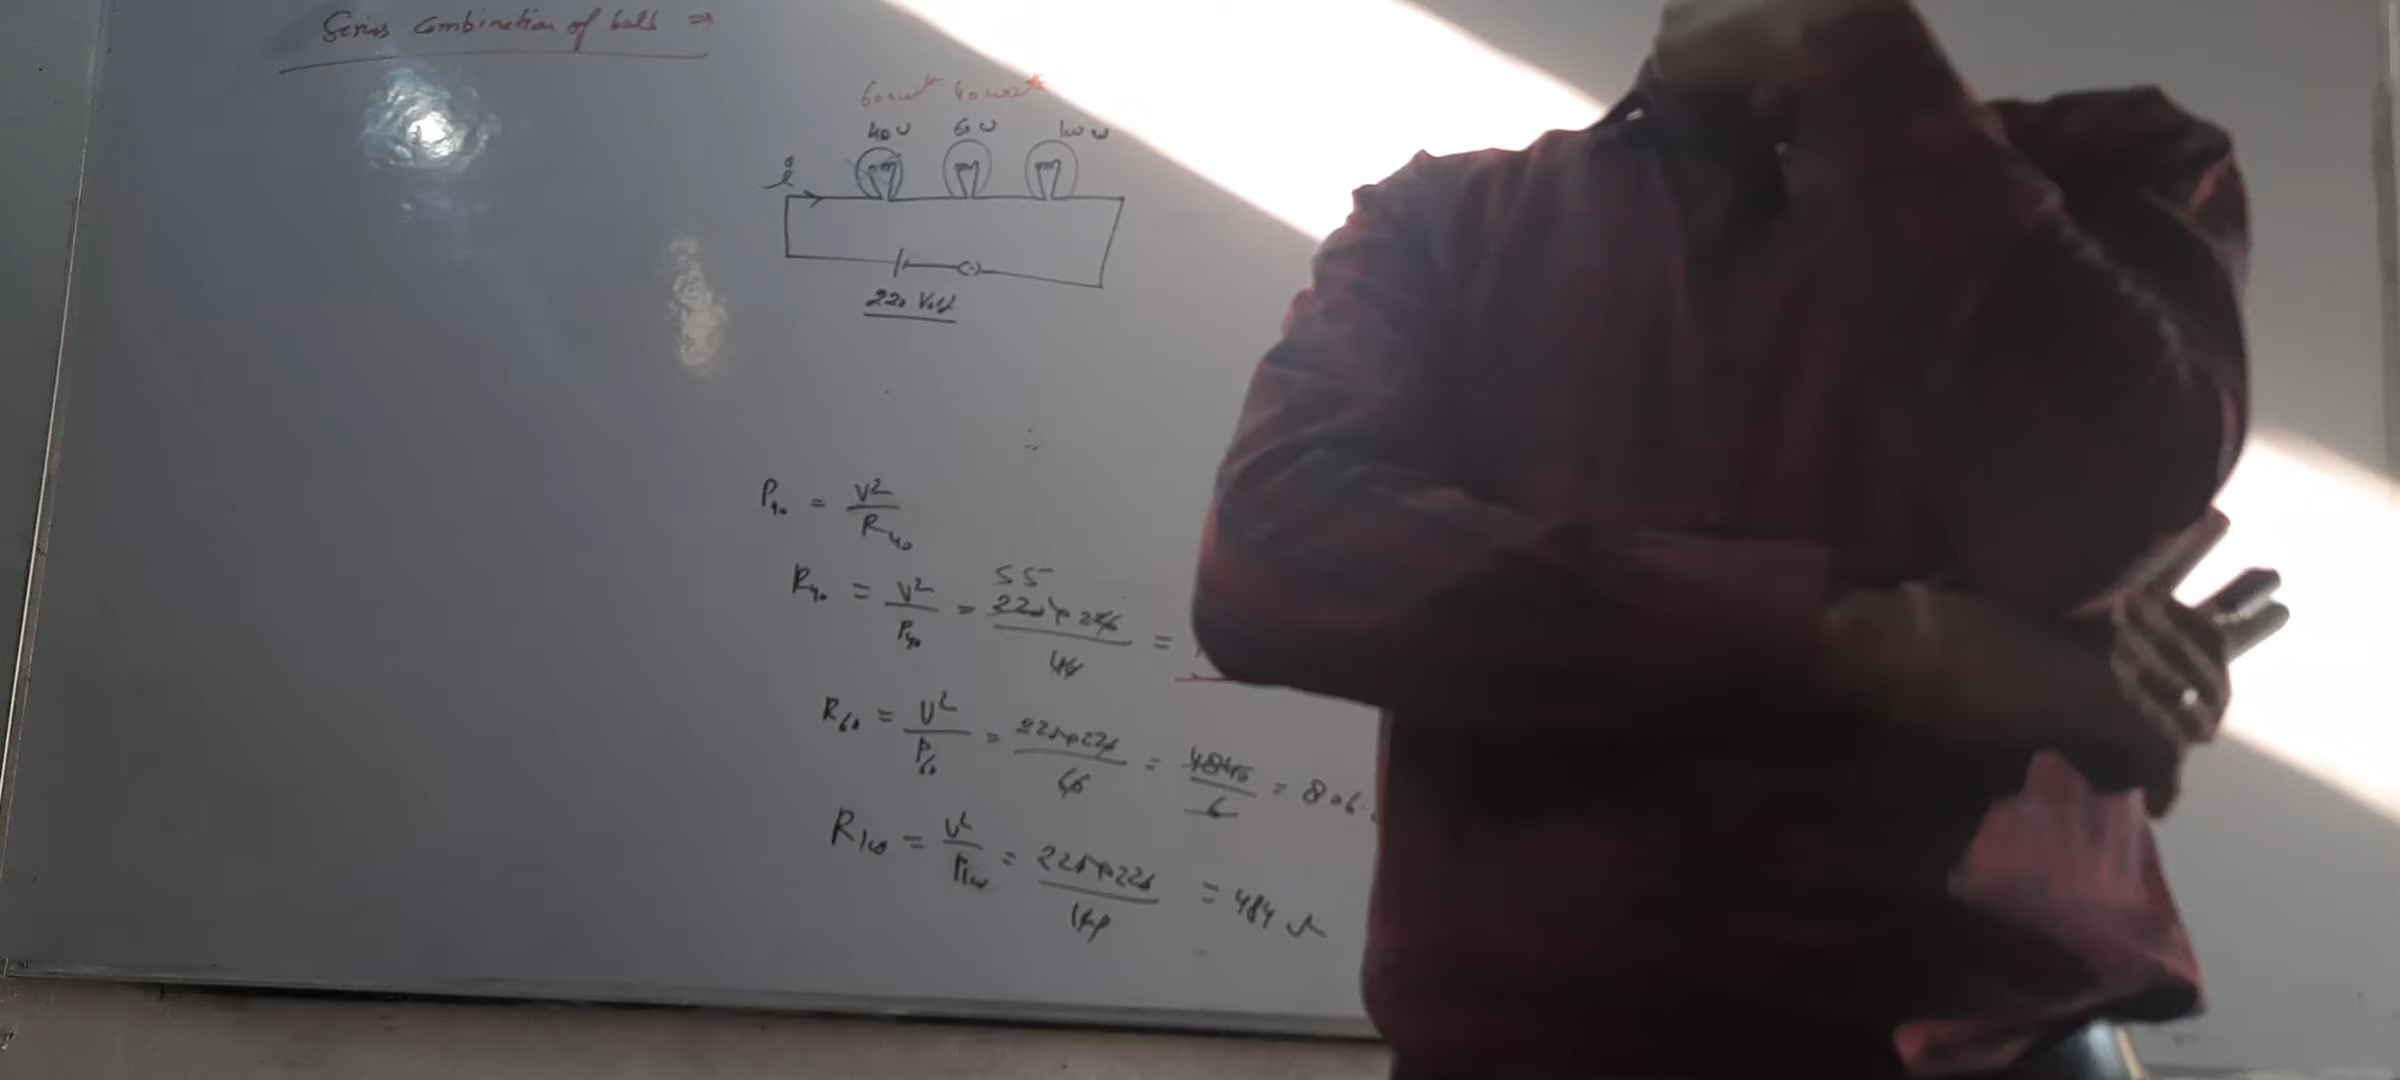 Series Combination of bulb ⇒
60 watt 40 watt
40 W 60 W 100 W
i
220 Volt
P₄₀ = V² / R₄₀
55
R₄₀ = V² / P₄₀ = 220 × 220 / 40 =
R₆₀ = V² / P₆₀ = 220 × 220 / 60 = 4840 / 6 = 806.
R₁₀₀ = V² / P₁₀₀ = 220 × 220 / 100 = 484 Ω